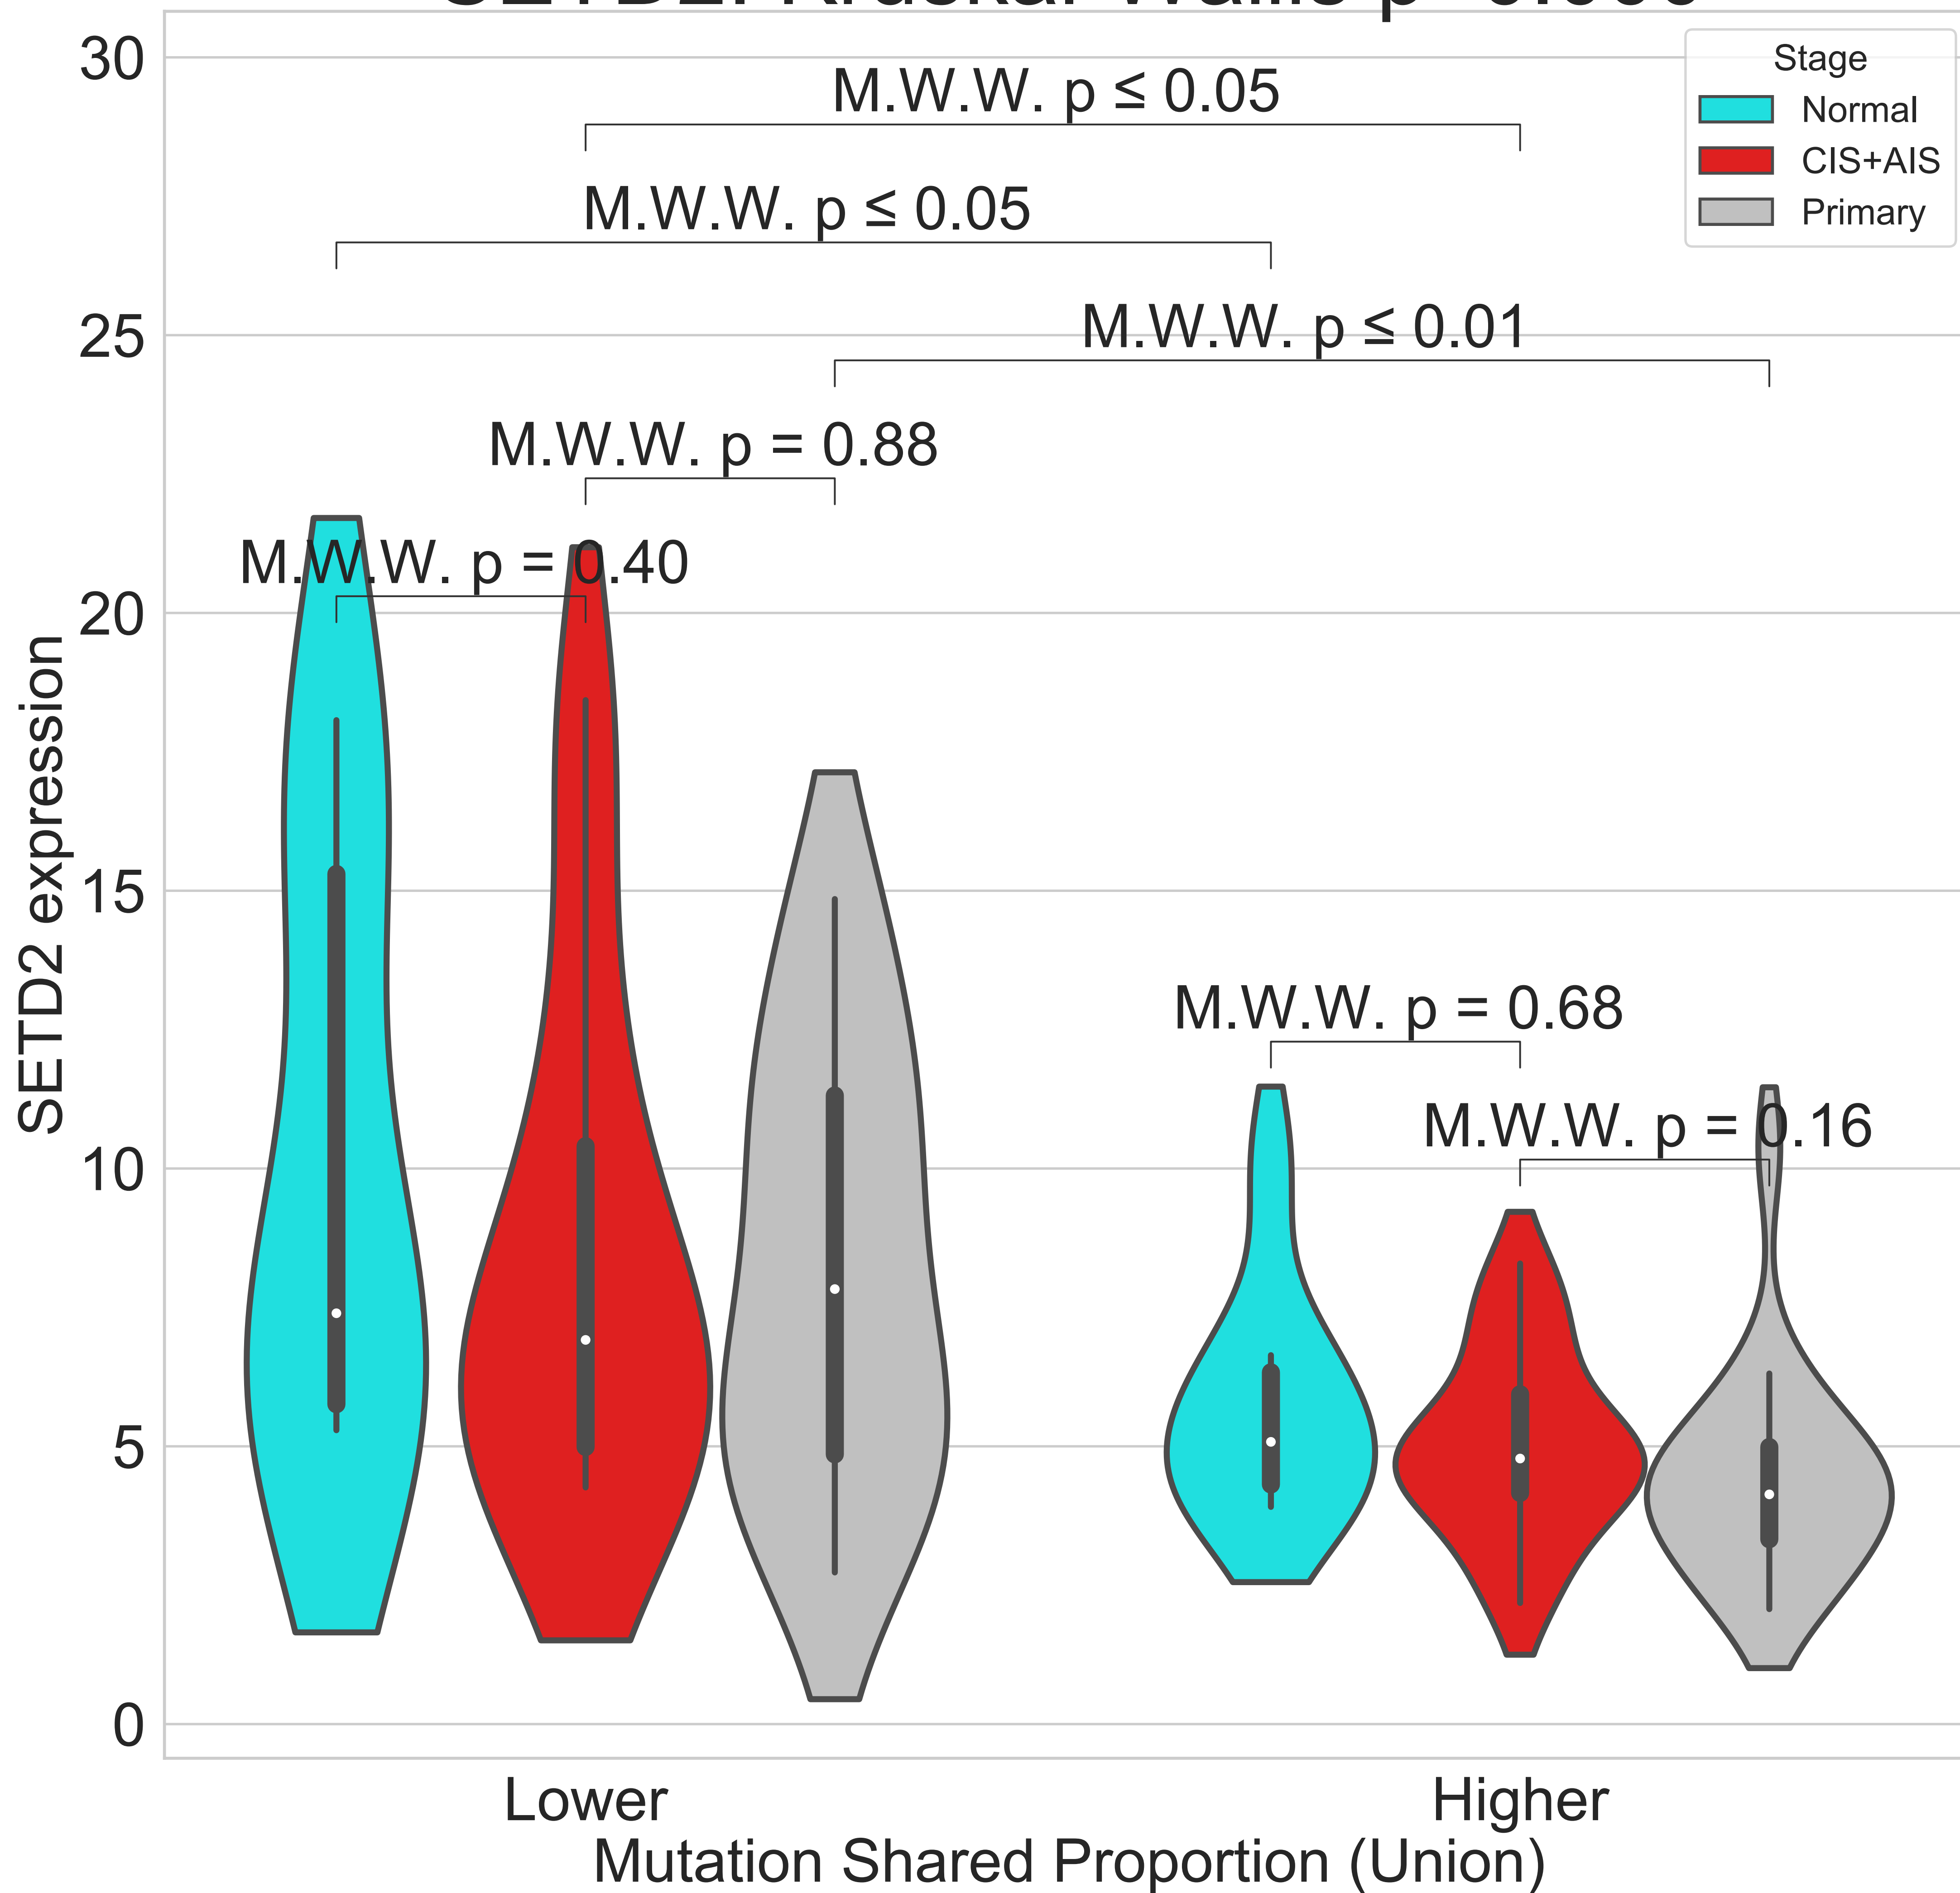 30
25
20
15
10
5
0
SETD2 expression
Stage
Normal
CIS+AIS
Primary
M.W.W. p ≤ 0.05
M.W.W. p ≤ 0.05
M.W.W. p ≤ 0.01
M.W.W. p = 0.88
M.W.W. p = 0.40
M.W.W. p = 0.68
M.W.W. p = 0.16
Lower
Higher
Mutation Shared Proportion (Union)